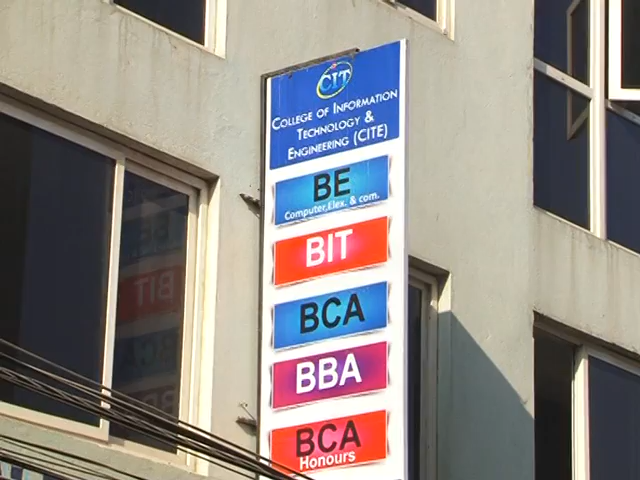 CIT
College of Information
Technology &
Engineering (CITE)
BE
Computer,Elex. & com.
BIT
BCA
BBA
BCA
Honours